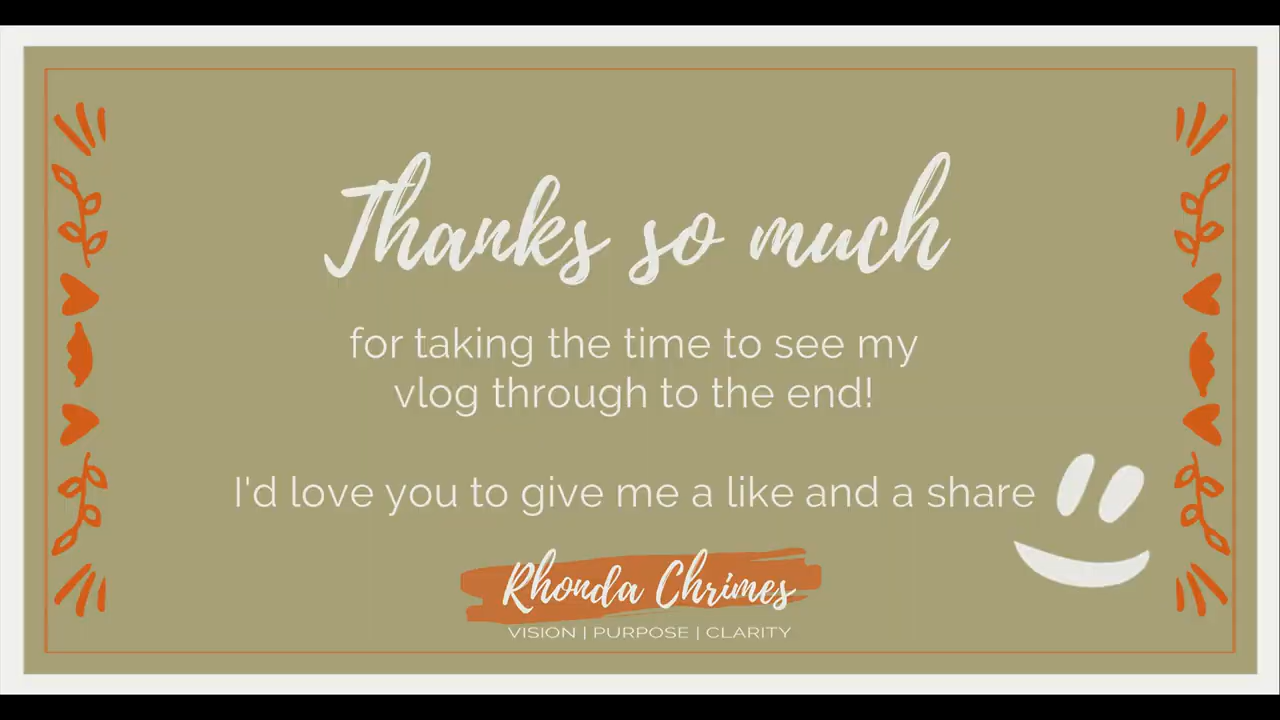 Thanks so much
for taking the time to see my
vlog through to the end!
I'd love you to give me a like and a share
Rhonda Chrimes
VISION | PURPOSE | CLARITY